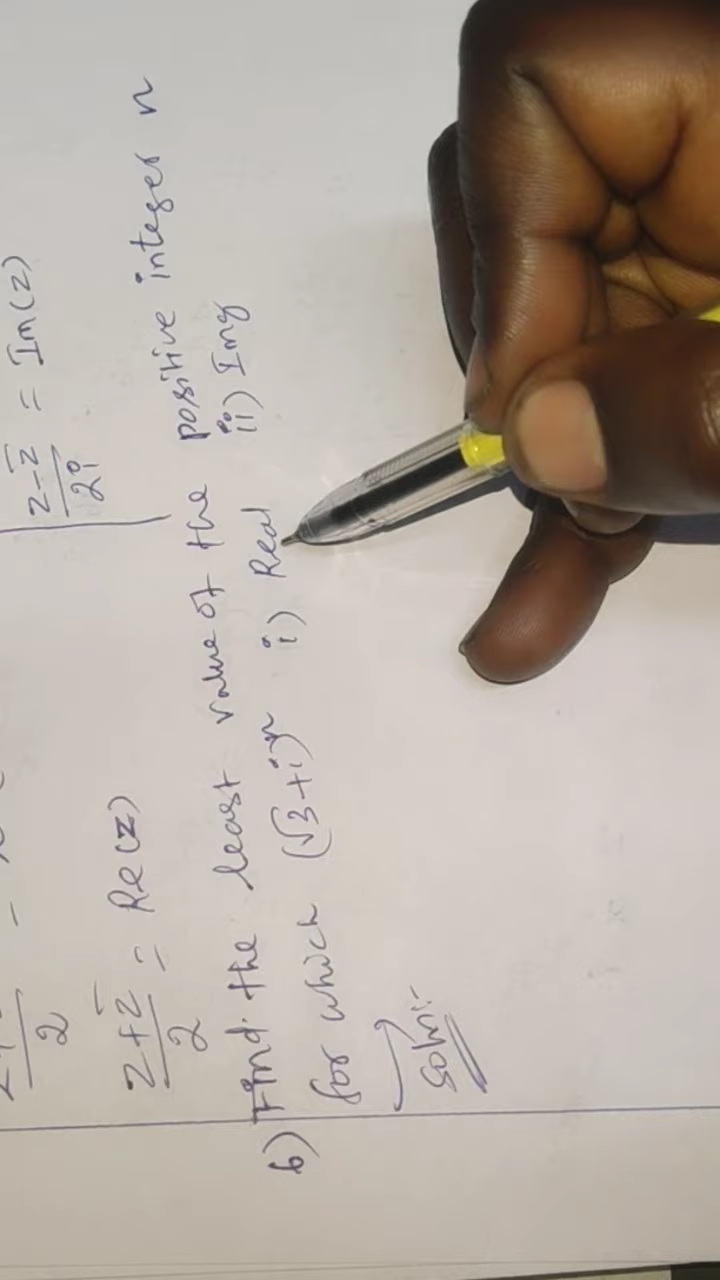 2
z+z̄/2 = Re(z)
z-z̄/2i = Im(z)
6) Find the least value of the positive integer n
for which (√3+i)ⁿ i) Real ii) Img
Soln:-